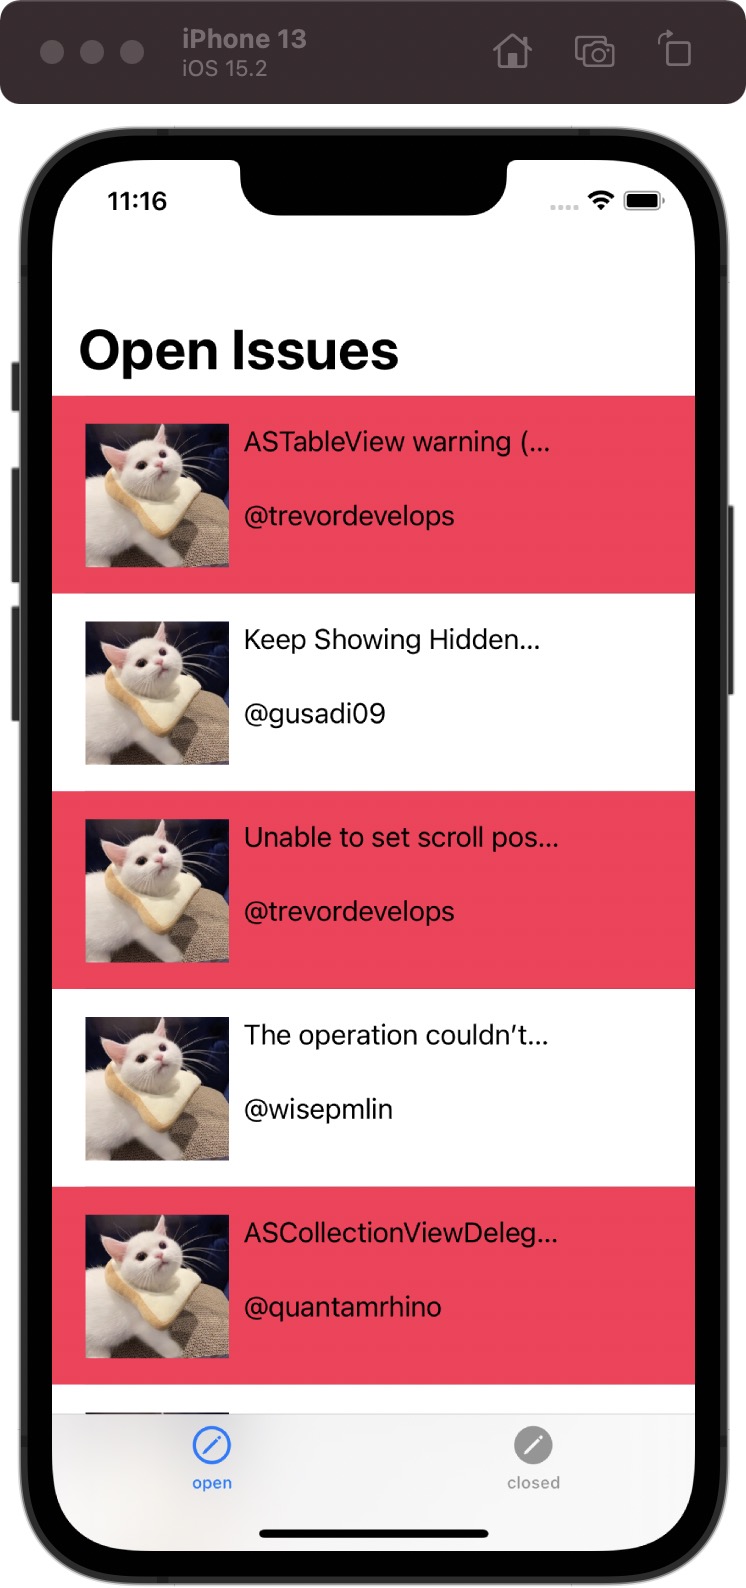 iPhone 13
iOS 15.2
11:16
Open Issues
ASTableView warning (...
@trevordevelops
Keep Showing Hidden...
@gusadi09
Unable to set scroll pos...
@trevordevelops
The operation couldn’t...
@wisepmlin
ASCollectionViewDeleg...
@quantamrhino
open
closed